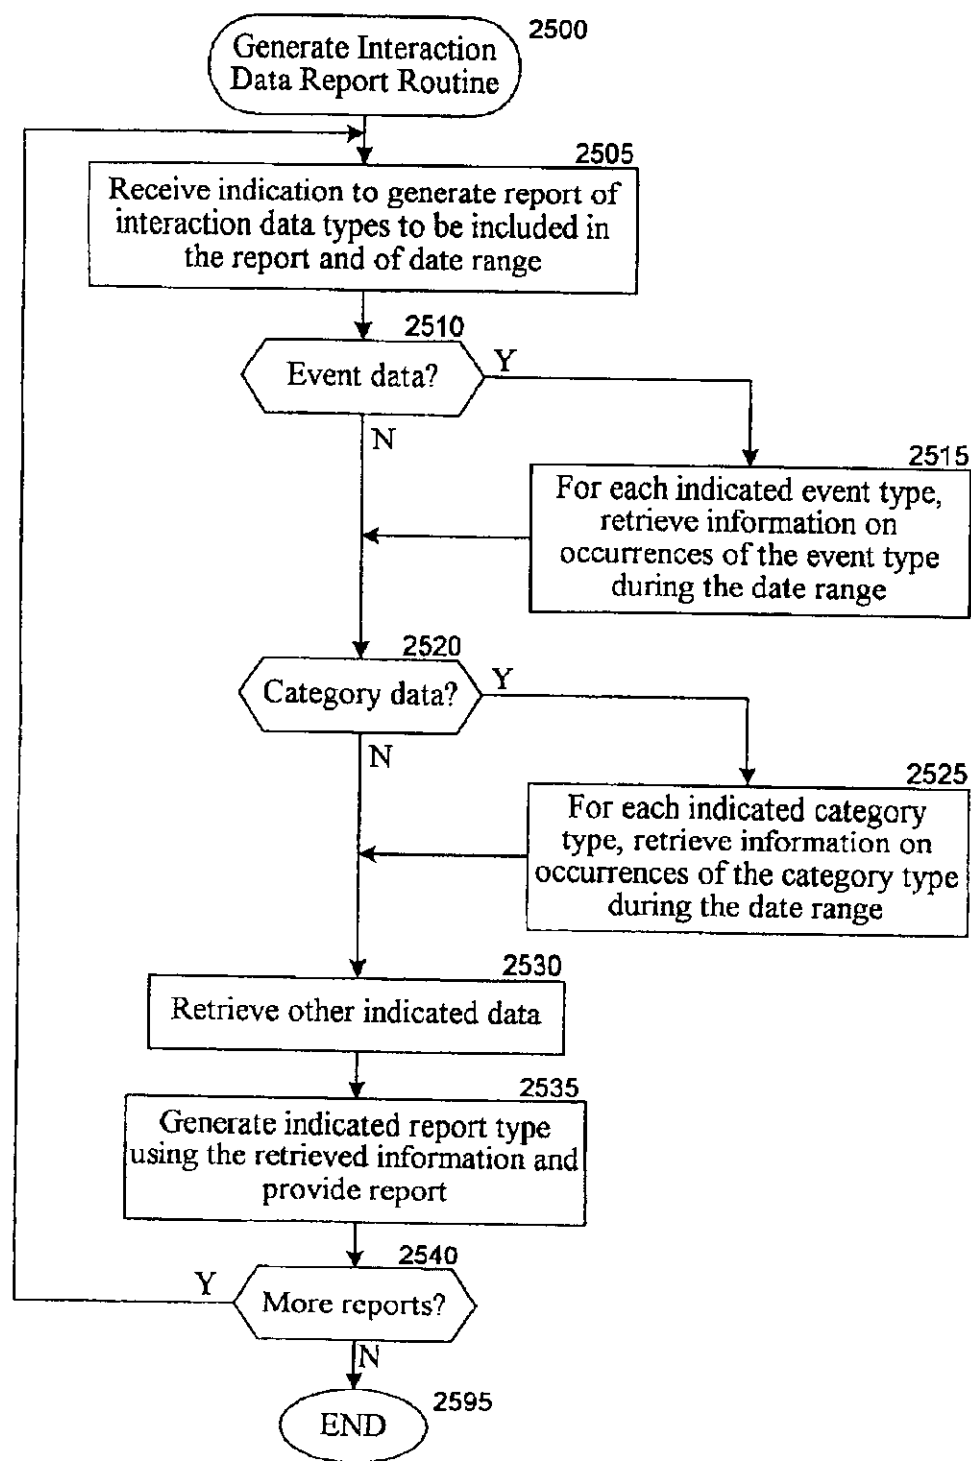 2500
Generate Interaction
Data Report Routine
2505
Receive indication to generate report of
interaction data types to be included in
the report and of date range
2510
Event data?
Y
N
2515
For each indicated event type,
retrieve information on
occurrences of the event type
during the date range
2520
Category data?
Y
N
2525
For each indicated category
type, retrieve information on
occurrences of the category type
during the date range
2530
Retrieve other indicated data
2535
Generate indicated report type
using the retrieved information and
provide report
2540
Y
More reports?
N
2595
END